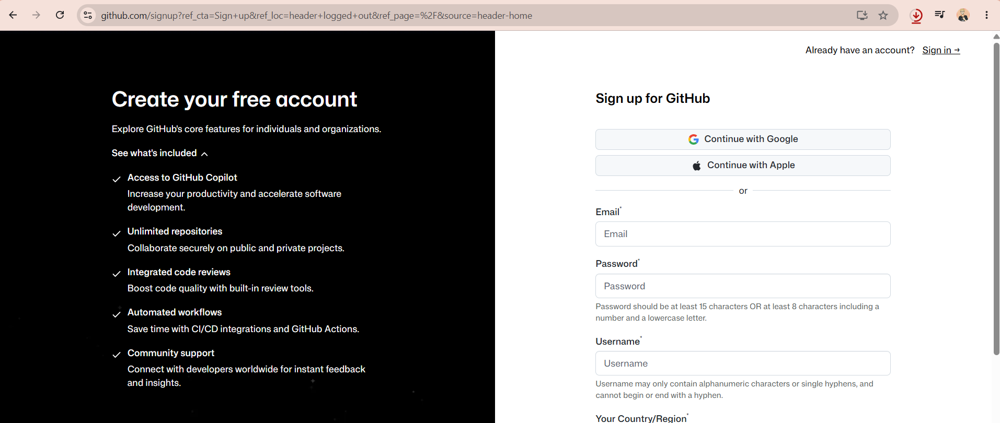 github.com/signup?ref_cta=Sign+up&ref_loc=header+logged+out&ref_page=%2F&source=header-home
Already have an account? Sign in →
Create your free account
Explore GitHub's core features for individuals and organizations.
See what's included
Access to GitHub Copilot
Increase your productivity and accelerate software
development.
Unlimited repositories
Collaborate securely on public and private projects.
Integrated code reviews
Boost code quality with built-in review tools.
Automated workflows
Save time with CI/CD integrations and GitHub Actions.
Community support
Connect with developers worldwide for instant feedback
and insights.
Sign up for GitHub
Continue with Google
Continue with Apple
or
Email*
Email
Password*
Password
Password should be at least 15 characters OR at least 8 characters including a
number and a lowercase letter.
Username*
Username
Username may only contain alphanumeric characters or single hyphens, and
cannot begin or end with a hyphen.
Your Country/Region*